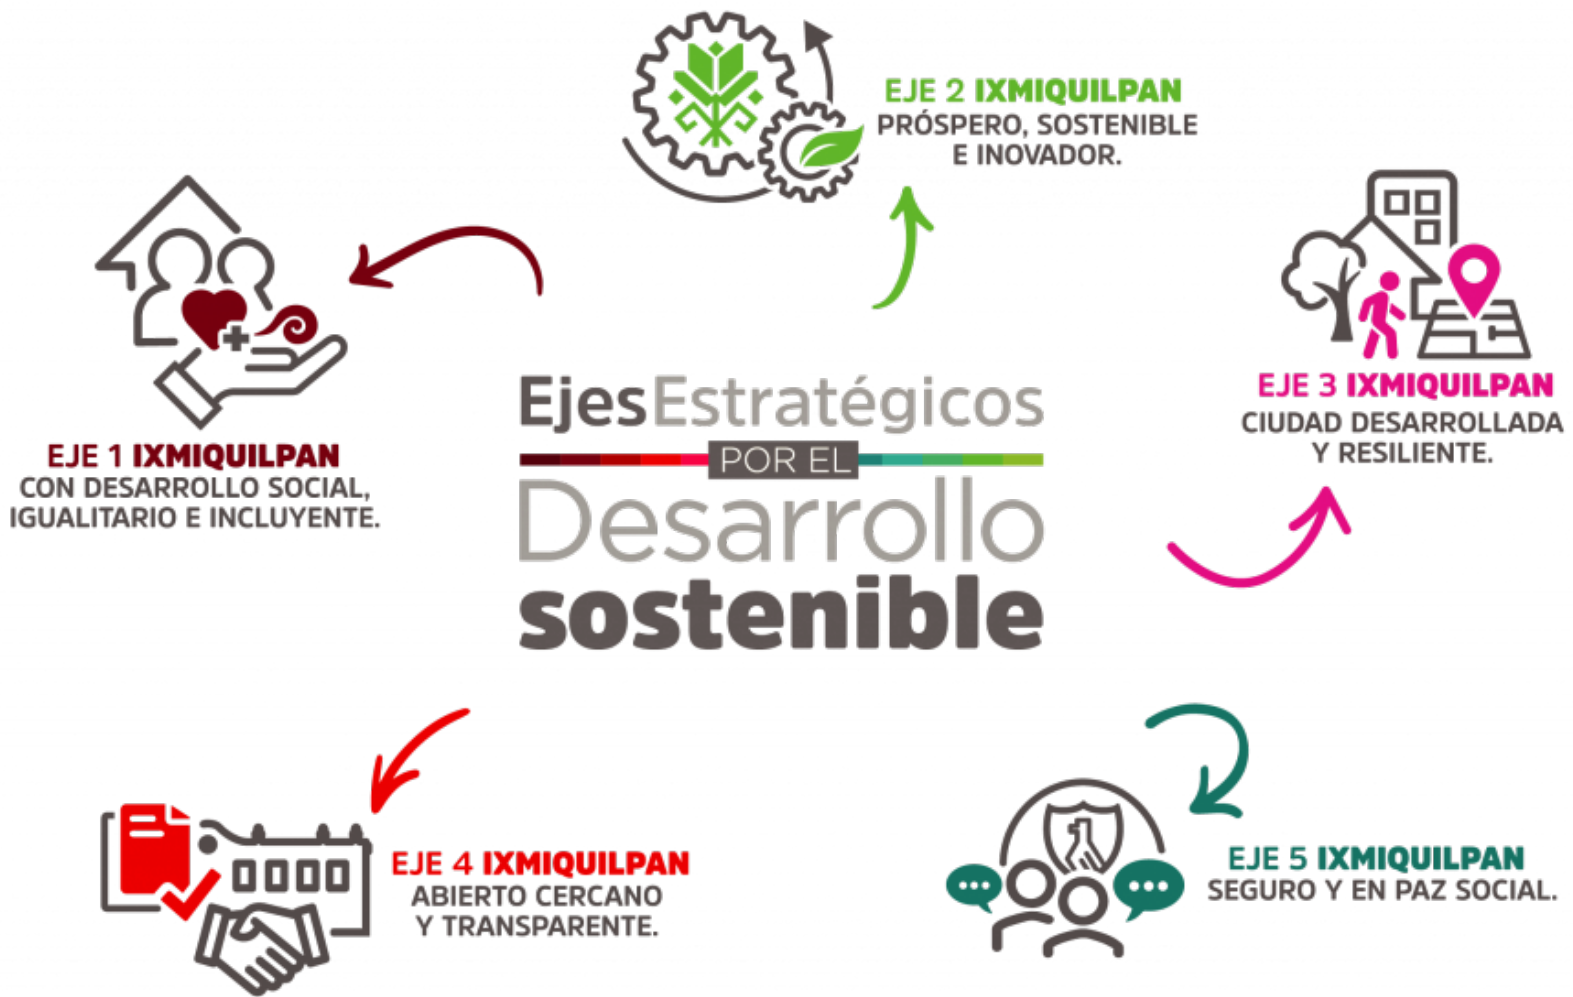 EJE 2 IXMIQUILPAN
PRÓSPERO, SOSTENIBLE
E INOVADOR.
EJE 1 IXMIQUILPAN
CON DESARROLLO SOCIAL,
IGUALITARIO E INCLUYENTE.
EJE 3 IXMIQUILPAN
CIUDAD DESARROLLADA
Y RESILIENTE.
EjesEstratégicos
POR EL
Desarrollo
sostenible
EJE 4 IXMIQUILPAN
ABIERTO CERCANO
Y TRANSPARENTE.
EJE 5 IXMIQUILPAN
SEGURO Y EN PAZ SOCIAL.